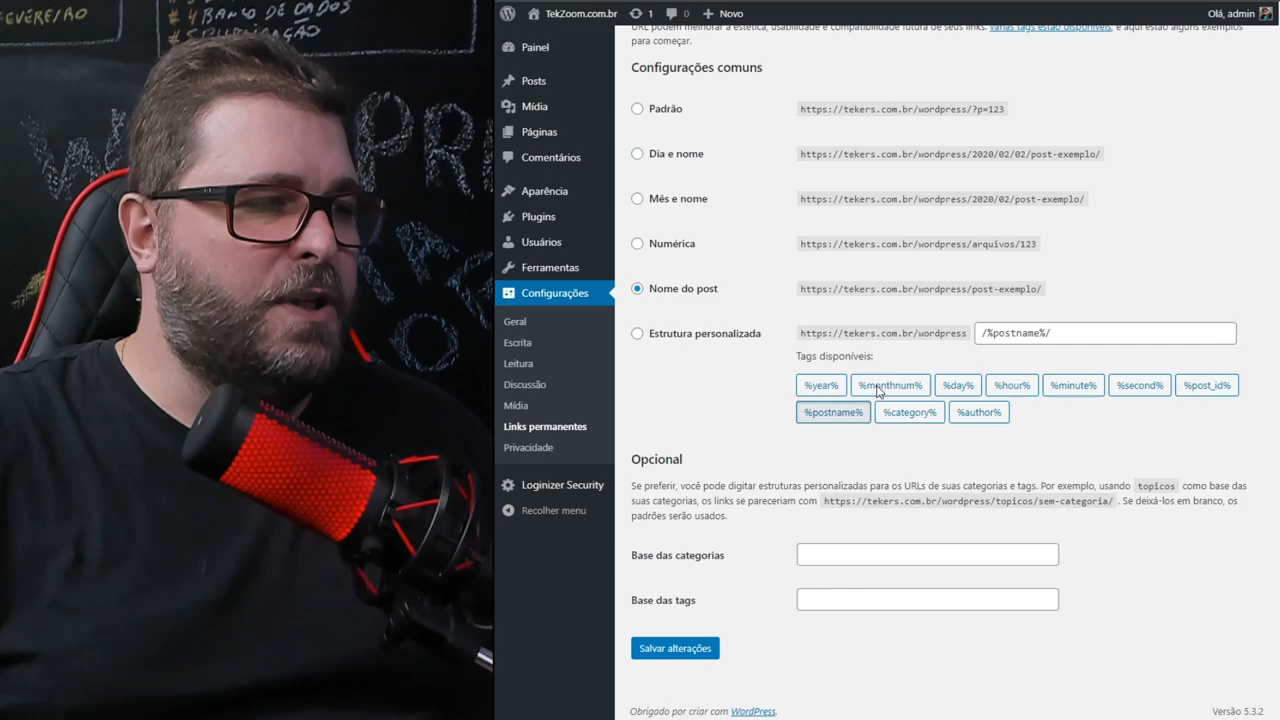 EVEREIRO
# 4 BANCO DE DADOS
# 5 PUBLICAÇÃO
TekZoom.com.br 1 0 Novo Olá, admin
URL podem melhorar a estética, usabilidade e compatibilidade futura de seus links. Várias tags estão disponíveis, e aqui estão alguns exemplos
para começar.
Painel
Posts
Mídia
Páginas
Comentários
Aparência
Plugins
Usuários
Ferramentas
Configurações
Geral
Escrita
Leitura
Discussão
Mídia
Links permanentes
Privacidade
Loginizer Security
Recolher menu
Configurações comuns
Padrão https://tekers.com.br/wordpress/?p=123
Dia e nome https://tekers.com.br/wordpress/2020/02/02/post-exemplo/
Mês e nome https://tekers.com.br/wordpress/2020/02/post-exemplo/
Numérica https://tekers.com.br/wordpress/arquivos/123
Nome do post https://tekers.com.br/wordpress/post-exemplo/
Estrutura personalizada https://tekers.com.br/wordpress /%postname%/
Tags disponíveis:
%year% %monthnum% %day% %hour% %minute% %second% %post_id%
%postname% %category% %author%
Opcional
Se preferir, você pode digitar estruturas personalizadas para os URLs de suas categorias e tags. Por exemplo, usando topicos como base das
suas categorias, os links se pareceriam com https://tekers.com.br/wordpress/topicos/sem-categoria/ . Se deixá-los em branco, os
padrões serão usados.
Base das categorias
Base das tags
Salvar alterações
Obrigado por criar com WordPress. Versão 5.3.2